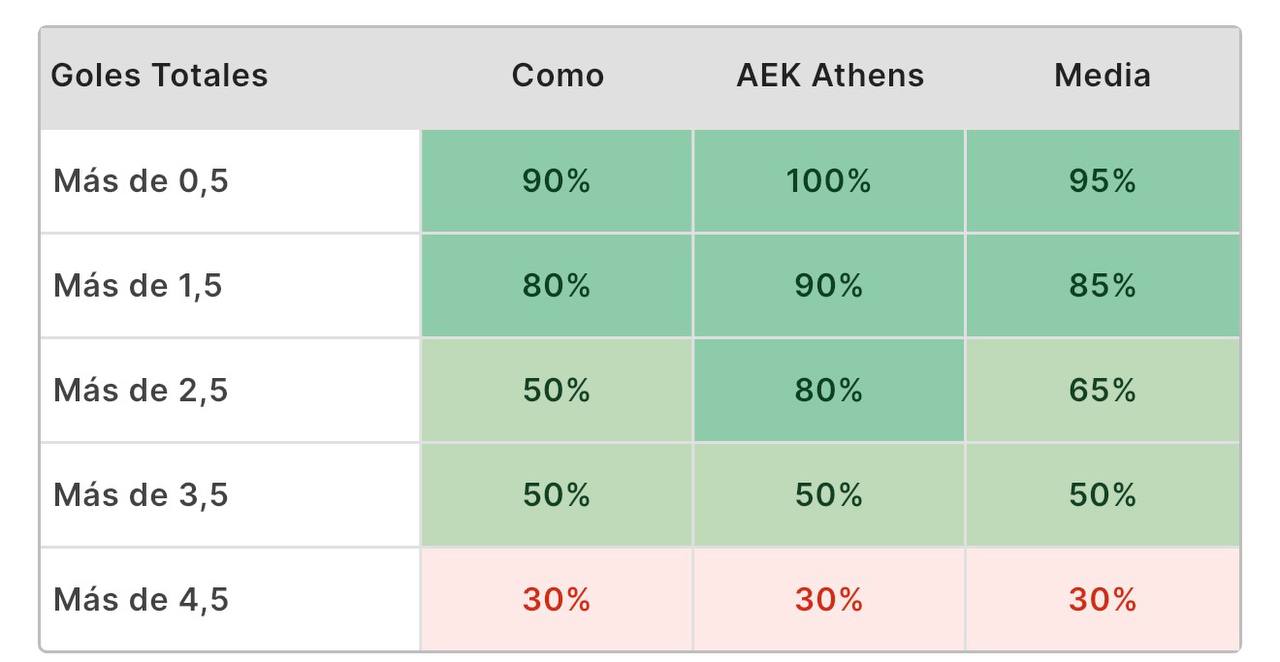 Goles Totales Como AEK Athens Media
Más de 0,5 90% 100% 95%
Más de 1,5 80% 90% 85%
Más de 2,5 50% 80% 65%
Más de 3,5 50% 50% 50%
Más de 4,5 30% 30% 30%